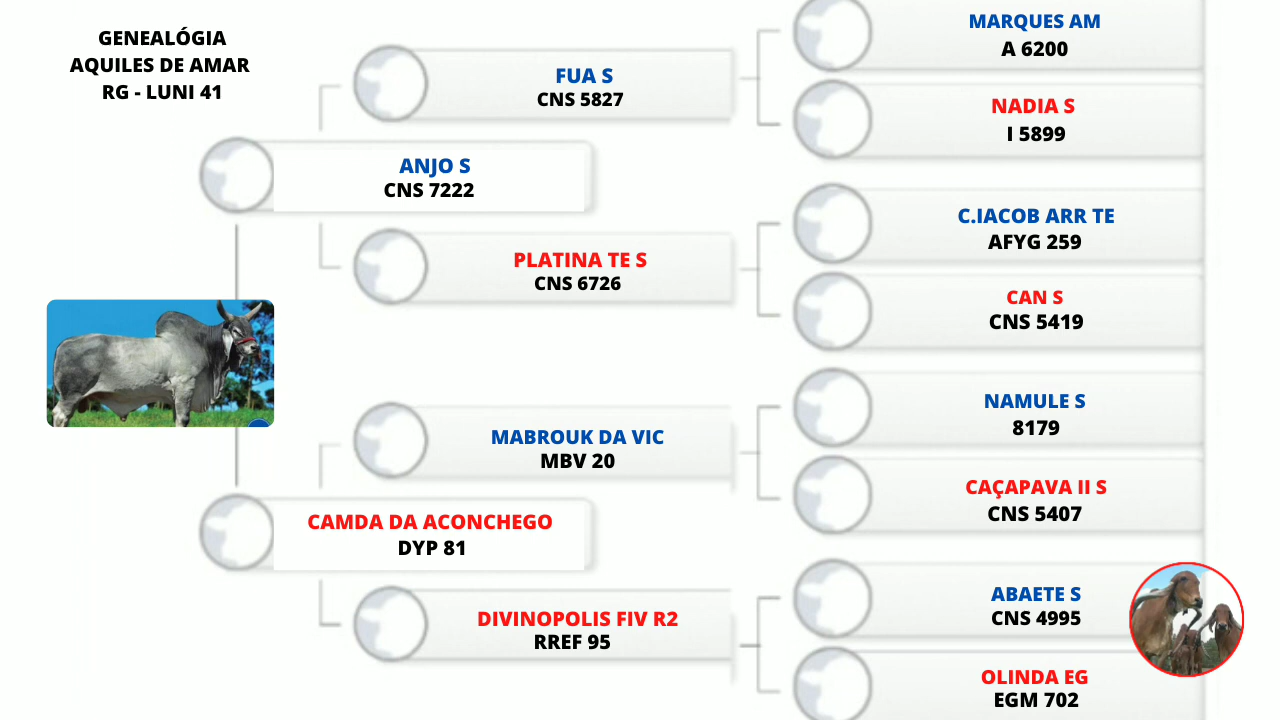 GENEALÓGIA
AQUILES DE AMAR
RG - LUNI 41
FUA S
CNS 5827
ANJO S
CNS 7222
PLATINA TE S
CNS 6726
MABROUK DA VIC
MBV 20
CAMDA DA ACONCHEGO
DYP 81
DIVINOPOLIS FIV R2
RREF 95
MARQUES AM
A 6200
NADIA S
I 5899
C.IACOB ARR TE
AFYG 259
CAN S
CNS 5419
NAMULE S
8179
CAÇAPAVA II S
CNS 5407
ABAETE S
CNS 4995
OLINDA EG
EGM 702